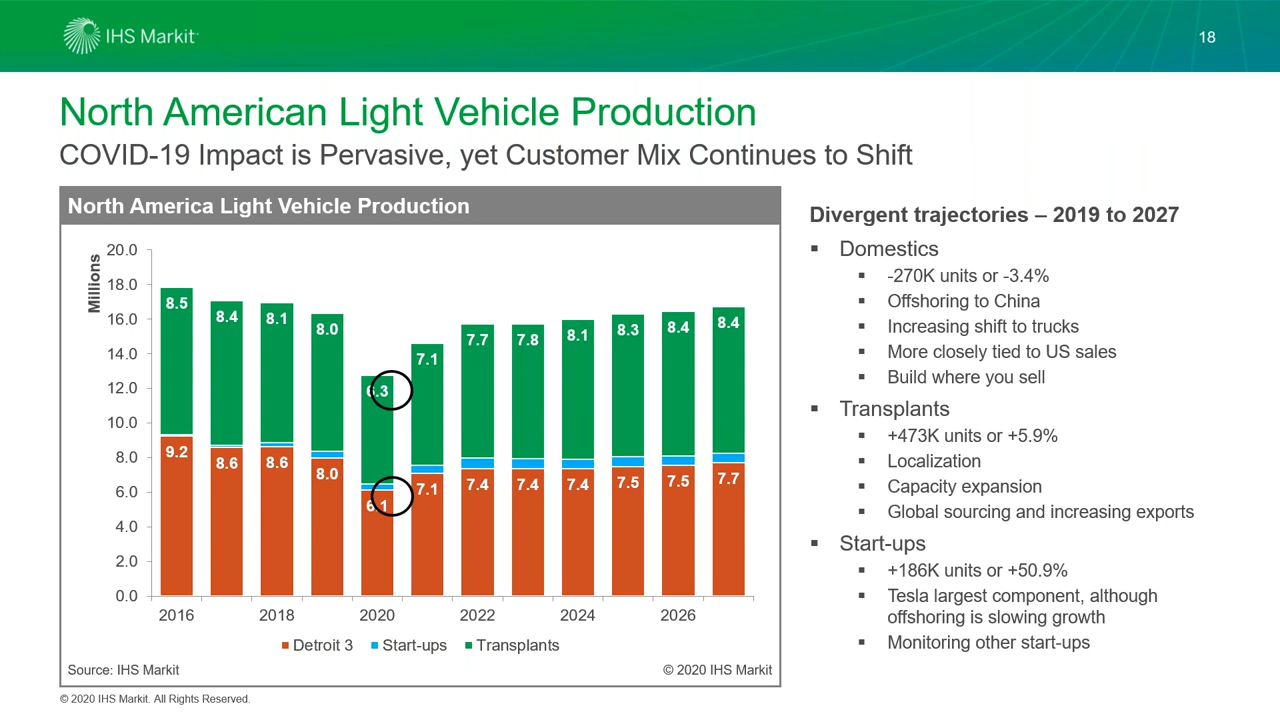 IHS Markit
18
North American Light Vehicle Production
COVID-19 Impact is Pervasive, yet Customer Mix Continues to Shift
North America Light Vehicle Production
Millions
20.0
18.0
16.0
14.0
12.0
10.0
8.0
6.0
4.0
2.0
0.0
8.5 8.4 8.1 8.0 6.3 7.1 7.7 7.8 8.1 8.3 8.4 8.4
9.2 8.6 8.6 8.0 6.1 7.1 7.4 7.4 7.4 7.5 7.5 7.7
2016 2018 2020 2022 2024 2026
Detroit 3 Start-ups Transplants
Source: IHS Markit © 2020 IHS Markit
Divergent trajectories – 2019 to 2027
▪ Domestics
▪ -270K units or -3.4%
▪ Offshoring to China
▪ Increasing shift to trucks
▪ More closely tied to US sales
▪ Build where you sell
▪ Transplants
▪ +473K units or +5.9%
▪ Localization
▪ Capacity expansion
▪ Global sourcing and increasing exports
▪ Start-ups
▪ +186K units or +50.9%
▪ Tesla largest component, although
offshoring is slowing growth
▪ Monitoring other start-ups
© 2020 IHS Markit. All Rights Reserved.